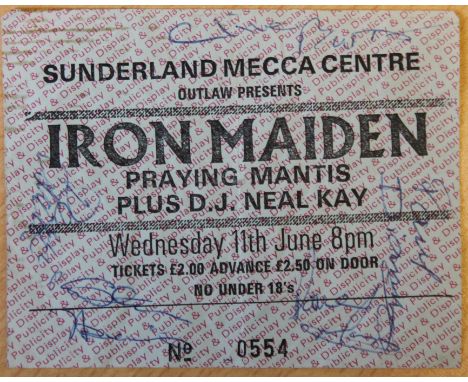 SUNDERLAND MECCA CENTRE
OUTLAW PRESENTS
IRON MAIDEN
PRAYING MANTIS
PLUS D.J. NEAL KAY
Wednesday 11th June 8pm
TICKETS £2.00 ADVANCE £2.50 ON DOOR
NO UNDER 18's
Nº 0554